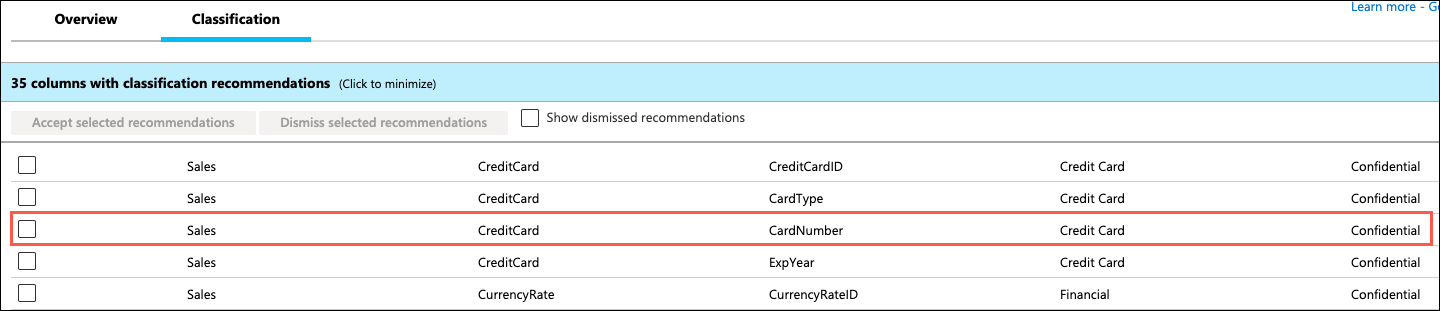 Learn more - Ge
Overview Classification
35 columns with classification recommendations (Click to minimize)
Accept selected recommendations Dismiss selected recommendations Show dismissed recommendations
Sales CreditCard CreditCardID Credit Card Confidential
Sales CreditCard CardType Credit Card Confidential
Sales CreditCard CardNumber Credit Card Confidential
Sales CreditCard ExpYear Credit Card Confidential
Sales CurrencyRate CurrencyRateID Financial Confidential